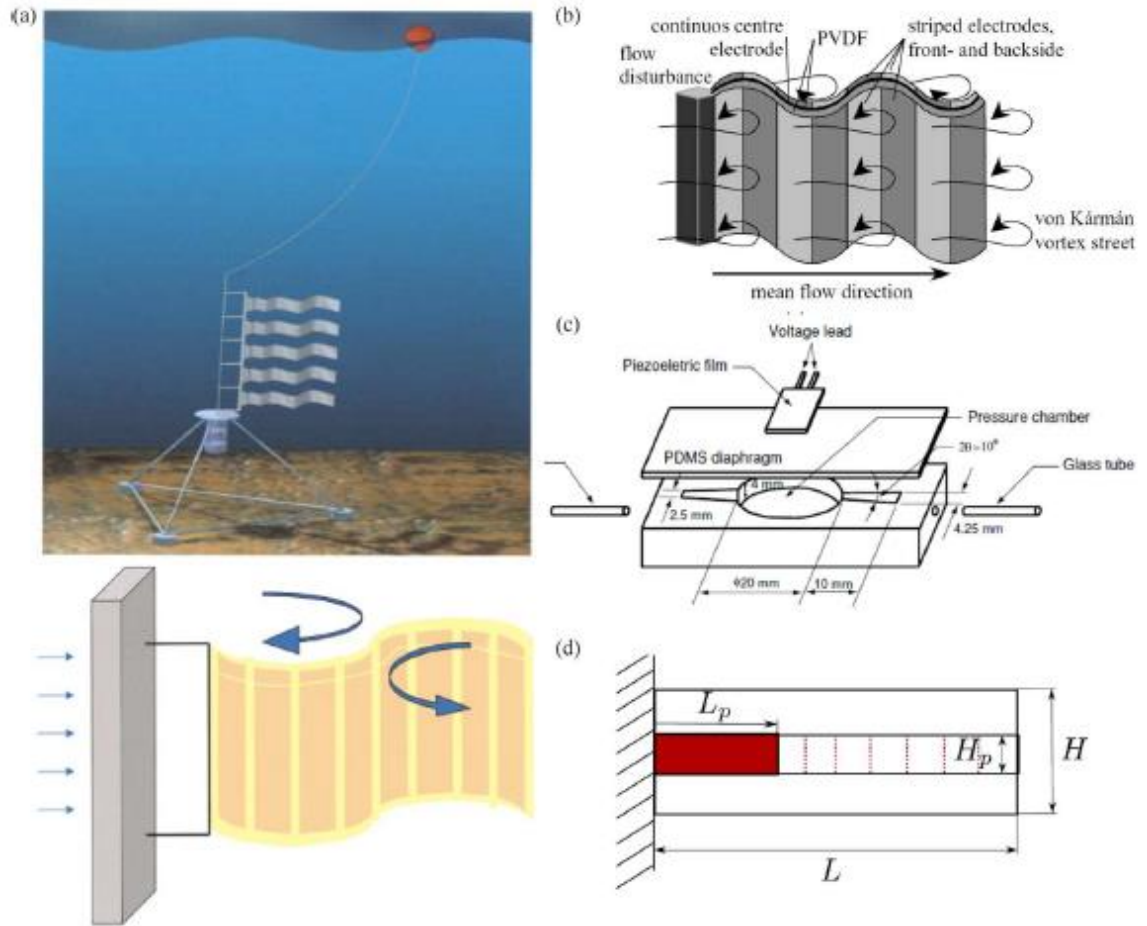 (a)
(b)
continuos centre
electrode
PVDF
striped electrodes,
front- and backside
flow
disturbance
von Kármán
vortex street
mean flow direction
(c)
Voltage lead
Piezoeletric film
Pressure chamber
PDMS diaphragm
2θ=10°
Glass tube
4 mm
2.5 mm
4.25 mm
Φ20 mm
10 mm
(d)
L_p
H_p
H
L